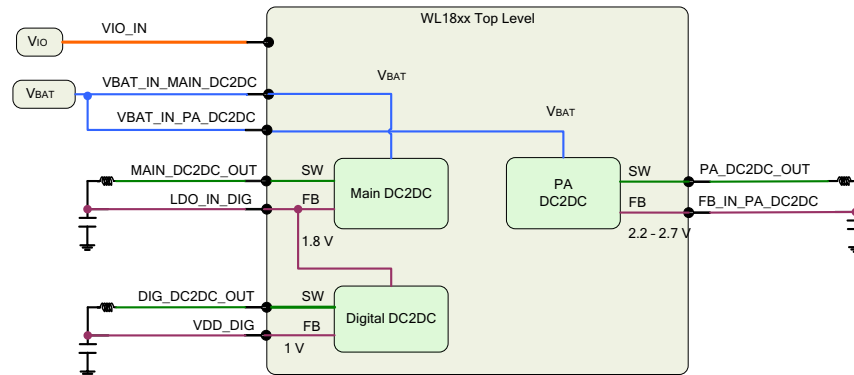 WL18xx Top Level
VIO
VIO_IN
VBAT
VBAT_IN_MAIN_DC2DC
VBAT
VBAT_IN_PA_DC2DC
VBAT
MAIN_DC2DC_OUT
SW
Main DC2DC
LDO_IN_DIG
FB
1.8 V
PA
DC2DC
SW
PA_DC2DC_OUT
FB
FB_IN_PA_DC2DC
2.2 – 2.7 V
DIG_DC2DC_OUT
SW
Digital DC2DC
VDD_DIG
FB
1 V